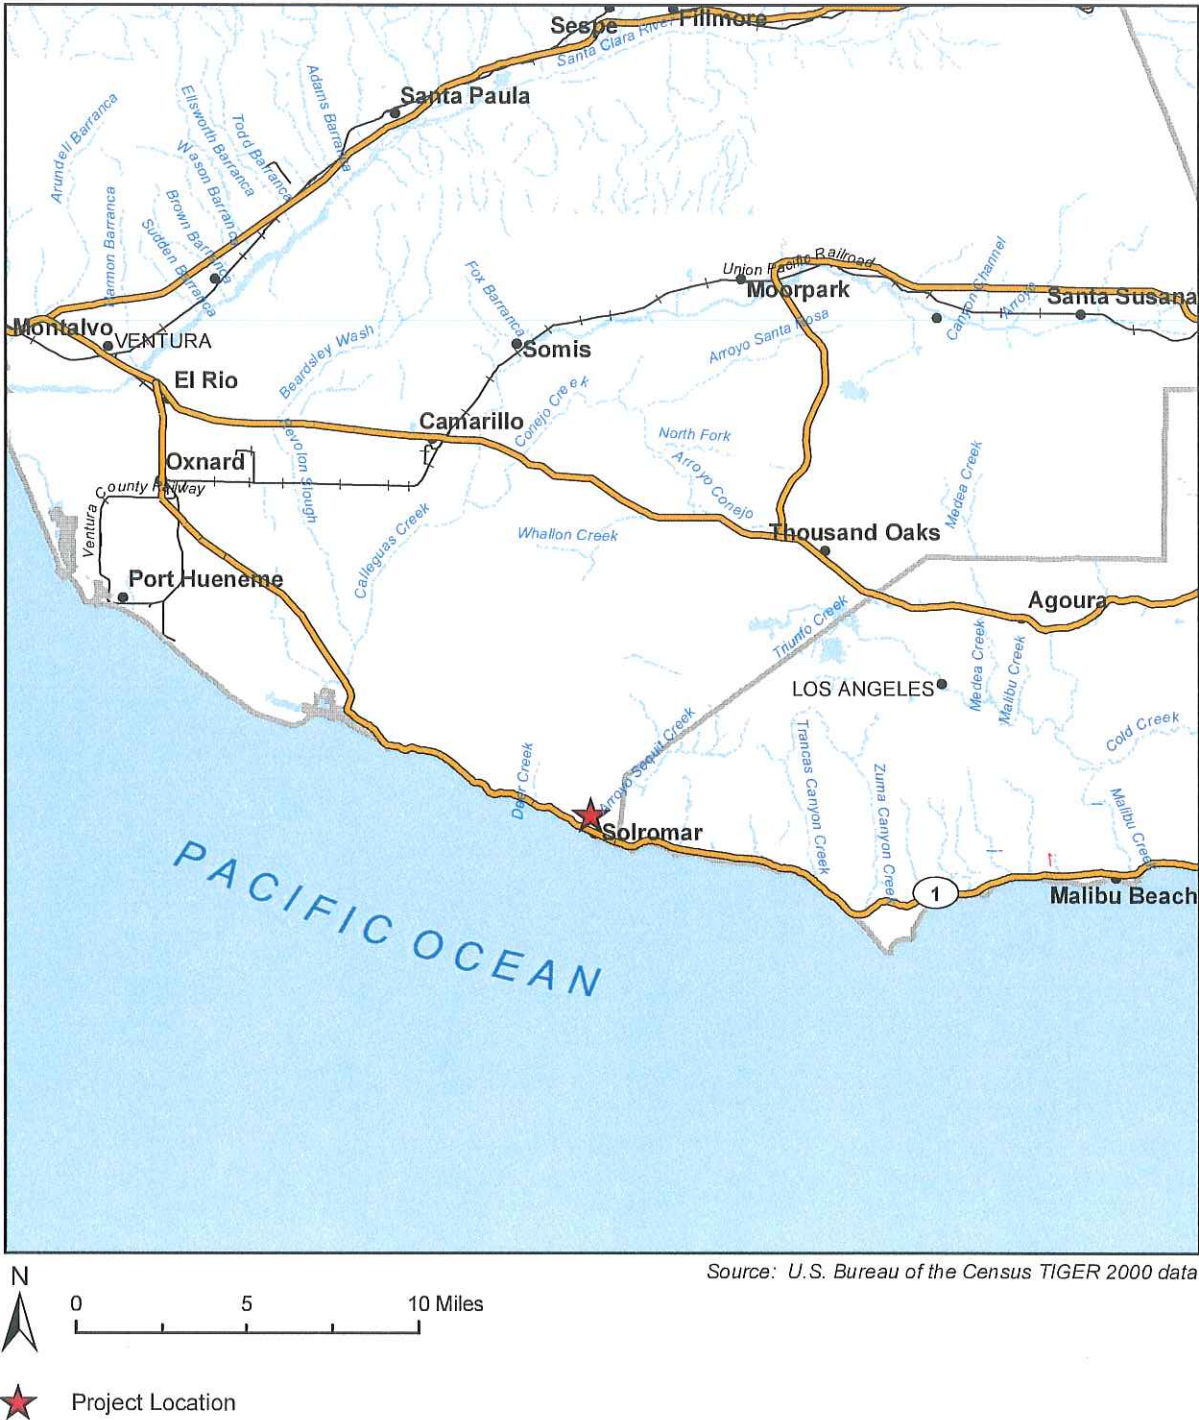 Sespe
Fillmore
Santa Clara River
Santa Paula
Adams Barranca
Ellsworth Barranca
Todd Barranca
Arundell Barranca
Wason Barranca
Brown Barranca
Harmon Barranca
Sudden Barranca
Fox Barranca
Union Pacific Railroad
Moorpark
Canyon Channel
Arroyo
Santa Susana
Montalvo
VENTURA
Beardsley Wash
Somis
Arroyo Santa Rosa
El Rio
Conejo Creek
Camarillo
Revolon Slough
North Fork
Arroyo Conejo
Medea Creek
Oxnard
Ventura County Railway
Calleguas Creek
Whallon Creek
Thousand Oaks
Port Hueneme
Triunfo Creek
Agoura
Medea Creek
Malibu Creek
LOS ANGELES
Cold Creek
Arroyo Sequit Creek
Trancas Canyon Creek
Deer Creek
Zuma Canyon Creek
Malibu Creek
Solromar
1
Malibu Beach
PACIFIC OCEAN
Source: U.S. Bureau of the Census TIGER 2000 data
N
0 5 10 Miles
Project Location